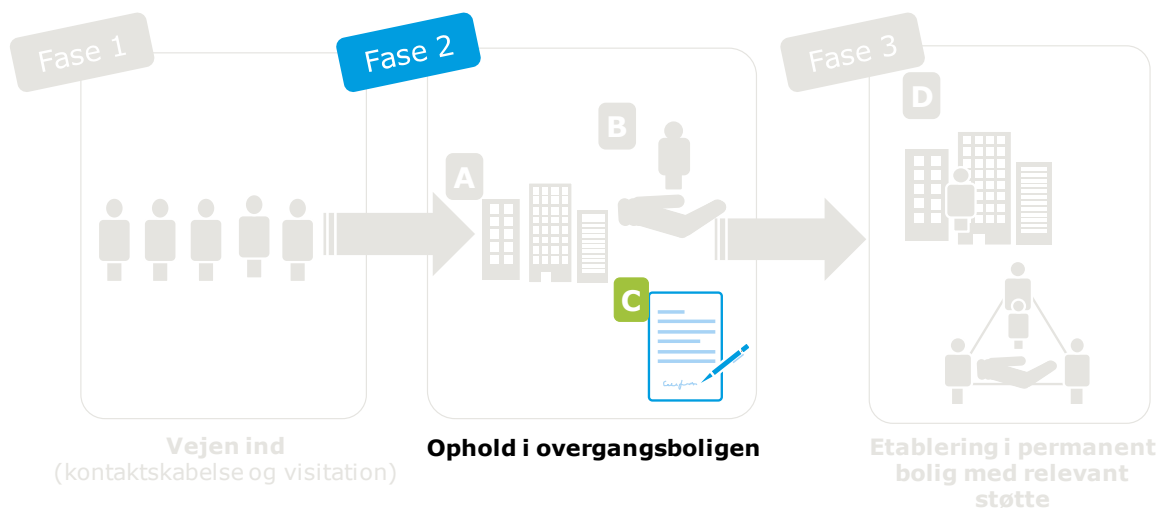 Fase 1
Fase 2
Fase 3
A
B
C
D
Vejen ind
(kontaktskabelse og visitation)
Ophold i overgangsboligen
Etablering i permanent
bolig med relevant
støtte